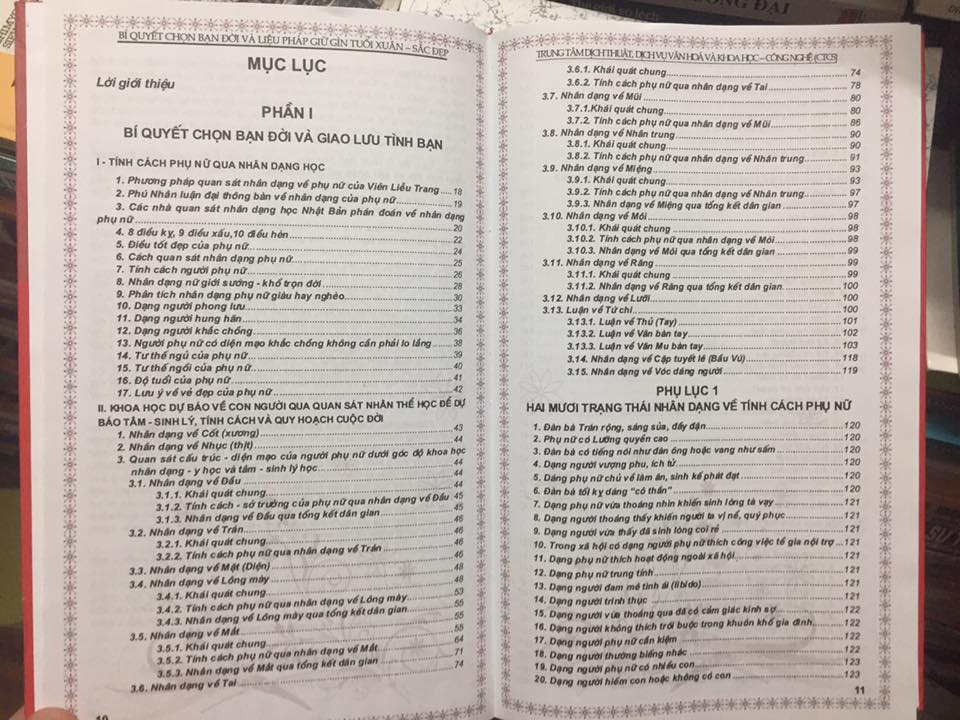 BÍ QUYẾT CHỌN BẠN ĐỜI VÀ LIỆU PHÁP GIỮ GÌN TUỔI XUÂN – SẮC ĐẸP
MỤC LỤC
Lời giới thiệu
PHẦN I
BÍ QUYẾT CHỌN BẠN ĐỜI VÀ GIAO LƯU TÌNH BẠN
I - TÍNH CÁCH PHỤ NỮ QUA NHÂN DẠNG HỌC
1. Phương pháp quan sát nhân dạng về phụ nữ của Viên Liễu Trang....18
2. Phú Nhân luận đại thống bàn về nhân dạng của phụ nữ....19
3. Các nhà quan sát nhân dạng học Nhật Bản phán đoán về nhân dạng
phụ nữ....20
4. 8 điều kỵ, 9 điều xấu,10 điều hèn....22
5. Điều tốt đẹp của phụ nữ....24
6. Cách quan sát nhân dạng phụ nữ....25
7. Tính cách người phụ nữ....26
8. Nhân dạng nữ giới sướng - khổ trọn đời....28
9. Phân tích nhân dạng phụ nữ giàu hay nghèo....30
10. Dạng người phong lưu....33
11. Dạng người hung hãn....34
12. Dạng người khắc chồng....36
13. Người phụ nữ có diện mạo khắc chồng không cần phải lo lắng....38
14. Tư thế ngủ của phụ nữ....39
15. Tư thế ngồi của phụ nữ....40
16. Độ tuổi của phụ nữ....41
17. Lưu ý về vẻ đẹp của phụ nữ....42
II. KHOA HỌC DỰ BÁO VỀ CON NGƯỜI QUA QUAN SÁT NHÂN THỂ HỌC ĐỂ DỰ
BÁO TÂM - SINH LÝ, TÍNH CÁCH VÀ QUY HOẠCH CUỘC ĐỜI
1. Nhân dạng về Cốt (xương)....43
2. Nhân dạng về Nhục (thịt)....44
3. Quan sát cấu trúc - diện mạo của người phụ nữ dưới góc độ khoa học
nhân dạng - y học và tâm - sinh lý học....44
3.1. Nhân dạng về Đầu....44
3.1.1. Khái quát chung....44
3.1.2. Tính cách - sở trường của phụ nữ qua nhân dạng về Đầu....45
3.1.3. Nhân dạng về Đầu qua tổng kết dân gian....45
3.2. Nhân dạng về Trán....46
3.2.1. Khái quát chung....46
3.2.2. Tính cách phụ nữ qua nhân dạng về Trán....46
3.3. Nhân dạng về Mặt (Diện)....48
3.4. Nhân dạng về Lông mày....48
3.4.1. Khái quát chung
3.4.2. Tính cách phụ nữ qua nhân dạng về Lông mày....53
3.4.3. Nhân dạng về Lông mày qua tổng kết dân gian....55
3.5. Nhân dạng về Mắt....55
3.5.1. Khái quát chung
3.5.2. Tính cách phụ nữ qua nhân dạng về Mắt....64
3.5.3. Nhân dạng về Mắt qua tổng kết dân gian....71
3.6. Nhân dạng về Tai....74
10
TRUNG TÂM DỊCH THUẬT, DỊCH VỤ VĂN HOÁ VÀ KHOA HỌC – CÔNG NGHỆ (CTCS)
3.6.1. Khái quát chung....74
3.6.2. Tính cách phụ nữ qua nhân dạng về Tai....78
3.7. Nhân dạng về Mũi....80
3.7.1.Khái quát chung....80
3.7.2. Tính cách phụ nữ qua nhân dạng về Mũi....86
3.8. Nhân dạng về Nhân trung....90
3.8.1. Khái quát chung....90
3.8.2. Tính cách phụ nữ qua nhân dạng về Nhân trung....91
3.9. Nhân dạng về Miệng....93
3.9.1. Khái quát chung....93
3.9.2. Tính cách phụ nữ qua nhân dạng về Nhân trung....97
3.9.3. Nhân dạng về Miệng qua tổng kết dân gian....97
3.10. Nhân dạng về Môi....98
3.10.1. Khái quát chung....98
3.10.2. Tính cách phụ nữ qua nhân dạng về Môi....98
3.10.3. Nhân dạng về Môi qua tổng kết dân gian....99
3.11. Nhân dạng về Răng....99
3.11.1. Khái quát chung....99
3.11.2. Nhân dạng về Răng qua tổng kết dân gian....100
3.12. Nhân dạng về Lưỡi....100
3.13. Luận về Tứ chi....100
3.13.1. Luận về Thủ (Tay)....101
3.13.2. Luận về Vân bàn tay....102
3.13.3. Luận về Vân Mu bàn tay....103
3.14. Nhân dạng về Cặp tuyết lê (Bầu Vú)....118
3.15. Nhân dạng về Vóc dáng người....119
PHỤ LỤC 1
HAI MƯƠI TRẠNG THÁI NHÂN DẠNG VỀ TÍNH CÁCH PHỤ NỮ
1. Đàn bà Trán rộng, sáng sủa, đầy đặn....120
2. Phụ nữ có Lưỡng quyền cao....120
3. Đàn bà có tiếng nói như đàn ông hoặc vang như sấm....120
4. Dạng người vượng phu, ích tử....120
5. Dáng phụ nữ chủ về làm ăn, sinh kế phát đạt....120
6. Đàn bà tối kỵ dáng “cô thần”....120
7. Dạng phụ nữ vừa thoáng nhìn khiến sinh lòng tà vạy....121
8. Dạng người thoáng thấy khiến người ta vị nể, quý phục....121
9. Dạng người vừa thấy đã sinh lòng coi rẻ....121
10. Trong xã hội có dạng người phụ nữ thích công việc tề gia nội trợ....121
11. Dạng phụ nữ thích hoạt động ngoài xã hội....121
12. Dạng phụ nữ trung tính....121
13. Dạng người đam mê tình ái (libido)....121
14. Dạng người trinh thục....121
15. Dạng người vừa thoáng qua đã có cảm giác kinh sợ....122
16. Dạng người không thích trói buộc trong khuôn khổ gia đình....122
17. Dạng người phụ nữ cần kiệm....122
18. Dạng người thường biếng nhác....122
19. Dạng người phụ nữ có nhiều con....123
20. Dạng người hiếm con hoặc không có con....123
11